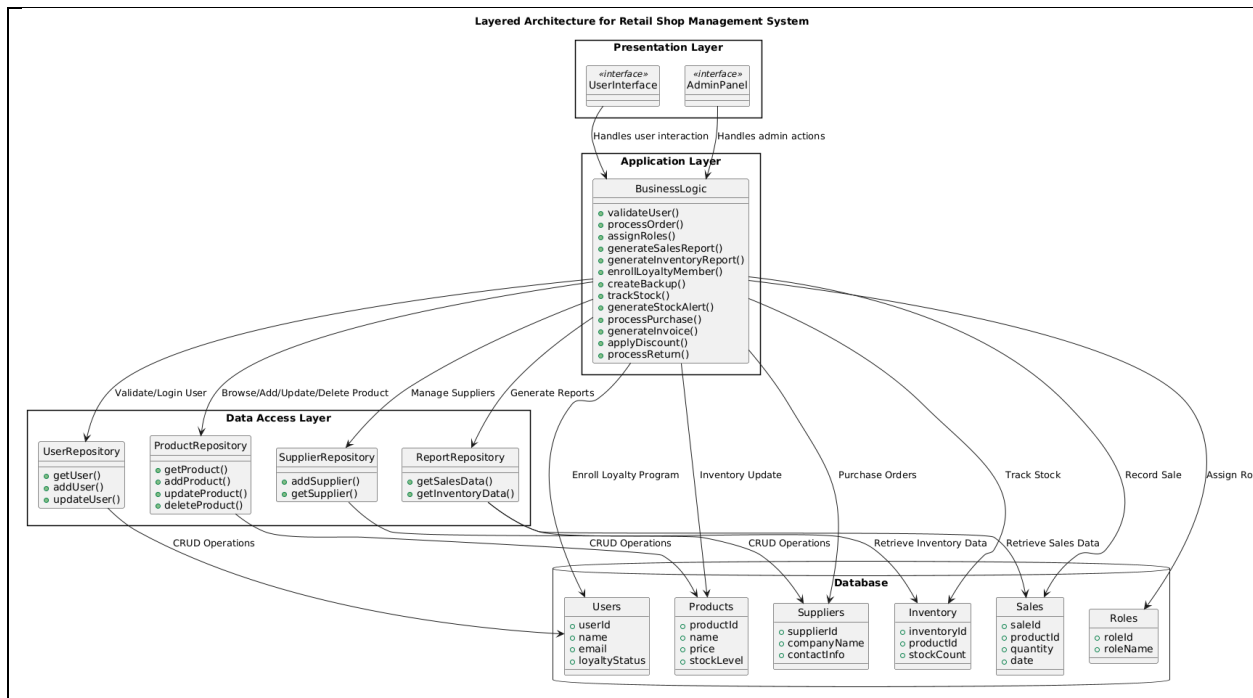 Layered Architecture for Retail Shop Management System
Presentation Layer
«interface»
UserInterface
«interface»
AdminPanel
Handles user interaction
Handles admin actions
Application Layer
BusinessLogic
validateUser()
processOrder()
assignRoles()
generateSalesReport()
generateInventoryReport()
enrollLoyaltyMember()
createBackup()
trackStock()
generateStockAlert()
processPurchase()
generateInvoice()
applyDiscount()
processReturn()
Validate/Login User
Browse/Add/Update/Delete Product
Manage Suppliers
Generate Reports
Data Access Layer
UserRepository
getUser()
addUser()
updateUser()
ProductRepository
getProduct()
addProduct()
updateProduct()
deleteProduct()
SupplierRepository
addSupplier()
getSupplier()
ReportRepository
getSalesData()
getInventoryData()
Enroll Loyalty Program
Inventory Update
Purchase Orders
Track Stock
Record Sale
Assign Ro
CRUD Operations
CRUD Operations
CRUD Operations
Retrieve Inventory Data
Retrieve Sales Data
Database
Users
userId
name
email
loyaltyStatus
Products
productId
name
price
stockLevel
Suppliers
supplierId
companyName
contactInfo
Inventory
inventoryId
productId
stockCount
Sales
saleId
productId
quantity
date
Roles
roleId
roleName